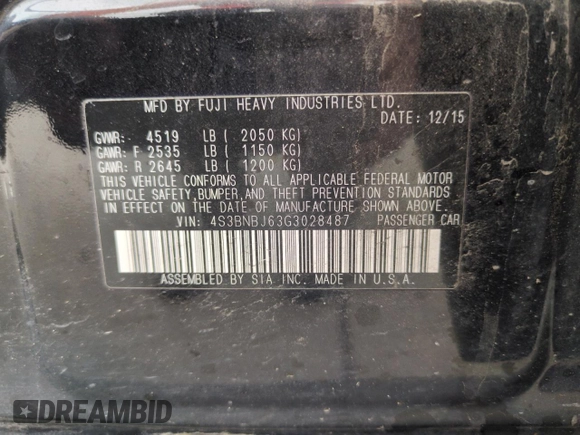 MFD BY FUJI HEAVY INDUSTRIES LTD.
DATE: 12/15
GVWR: 4519 LB ( 2050 KG)
GAWR: F 2535 LB ( 1150 KG)
GAWR: R 2645 LB ( 1200 KG)
THIS VEHICLE CONFORMS TO ALL APPLICABLE FEDERAL MOTOR
VEHICLE SAFETY,BUMPER,AND THEFT PREVENTION STANDARDS
IN EFFECT ON THE DATE OF MANUFACTURE SHOWN ABOVE.
VIN: 4S3BNBJ63G3028487 PASSENGER CAR
ASSEMBLED BY SIA INC. MADE IN U.S.A.
DREAMBID